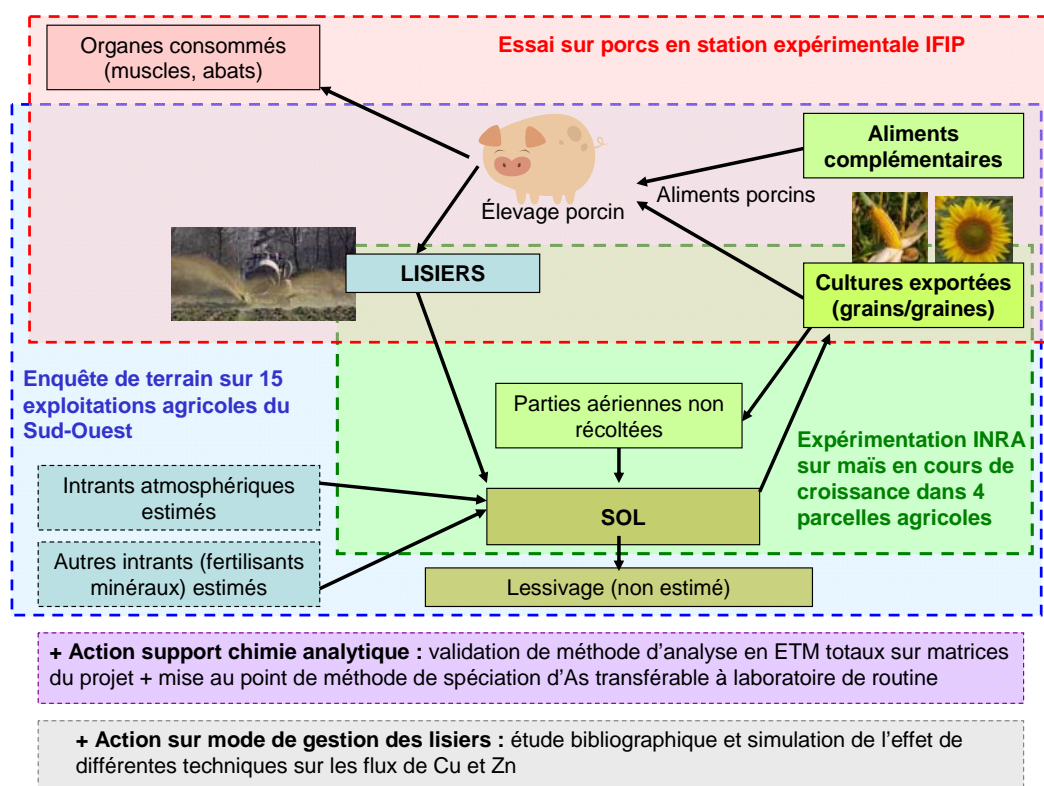 Organes consommés
(muscles, abats)
Essai sur porcs en station expérimentale IFIP
Aliments
complémentaires
Aliments porcins
Élevage porcin
LISIERS
Cultures exportées
(grains/graines)
Enquête de terrain sur 15
exploitations agricoles du
Sud-Ouest
Parties aériennes non
récoltées
Expérimentation INRA
sur maïs en cours de
croissance dans 4
parcelles agricoles
Intrants atmosphériques
estimés
SOL
Autres intrants (fertilisants
minéraux) estimés
Lessivage (non estimé)
+ Action support chimie analytique : validation de méthode d’analyse en ETM totaux sur matrices
du projet + mise au point de méthode de spéciation d’As transférable à laboratoire de routine
+ Action sur mode de gestion des lisiers : étude bibliographique et simulation de l’effet de
différentes techniques sur les flux de Cu et Zn